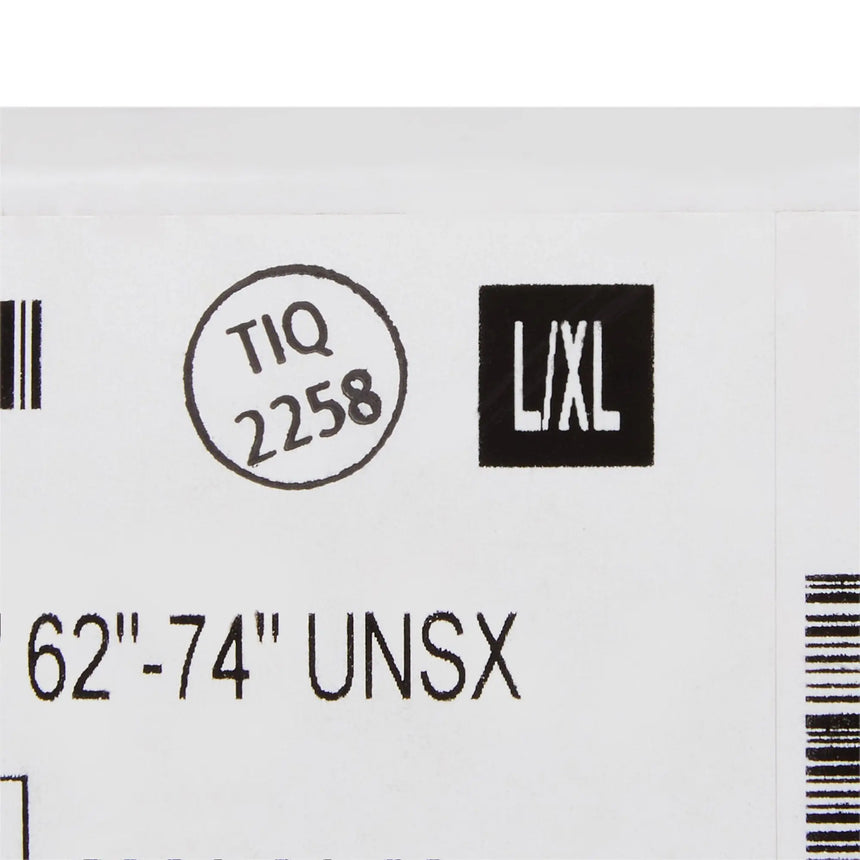 TIQ
2258
L/XL
62"-74" UNSX